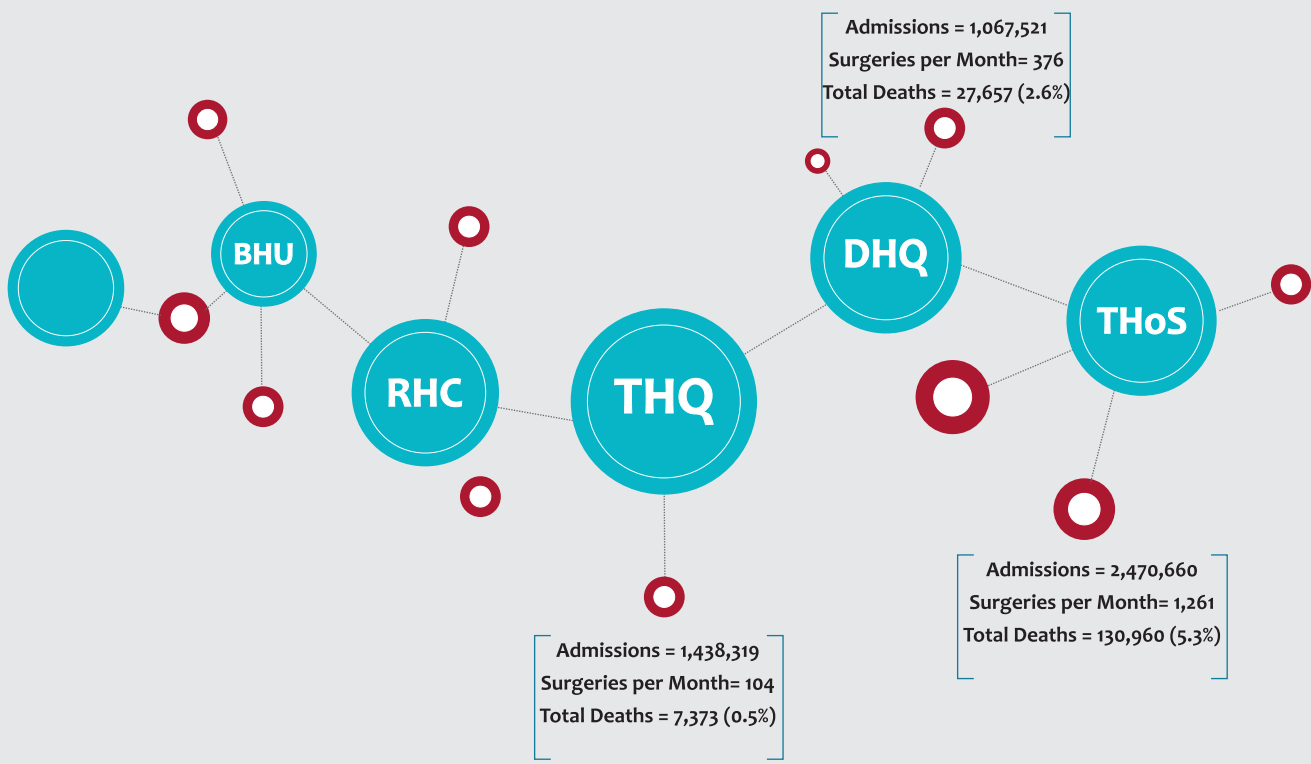 Admissions = 1,067,521
Surgeries per Month= 376
Total Deaths = 27,657 (2.6%)
BHU
DHQ
THoS
RHC
THQ
Admissions = 2,470,660
Surgeries per Month= 1,261
Total Deaths = 130,960 (5.3%)
Admissions = 1,438,319
Surgeries per Month= 104
Total Deaths = 7,373 (0.5%)